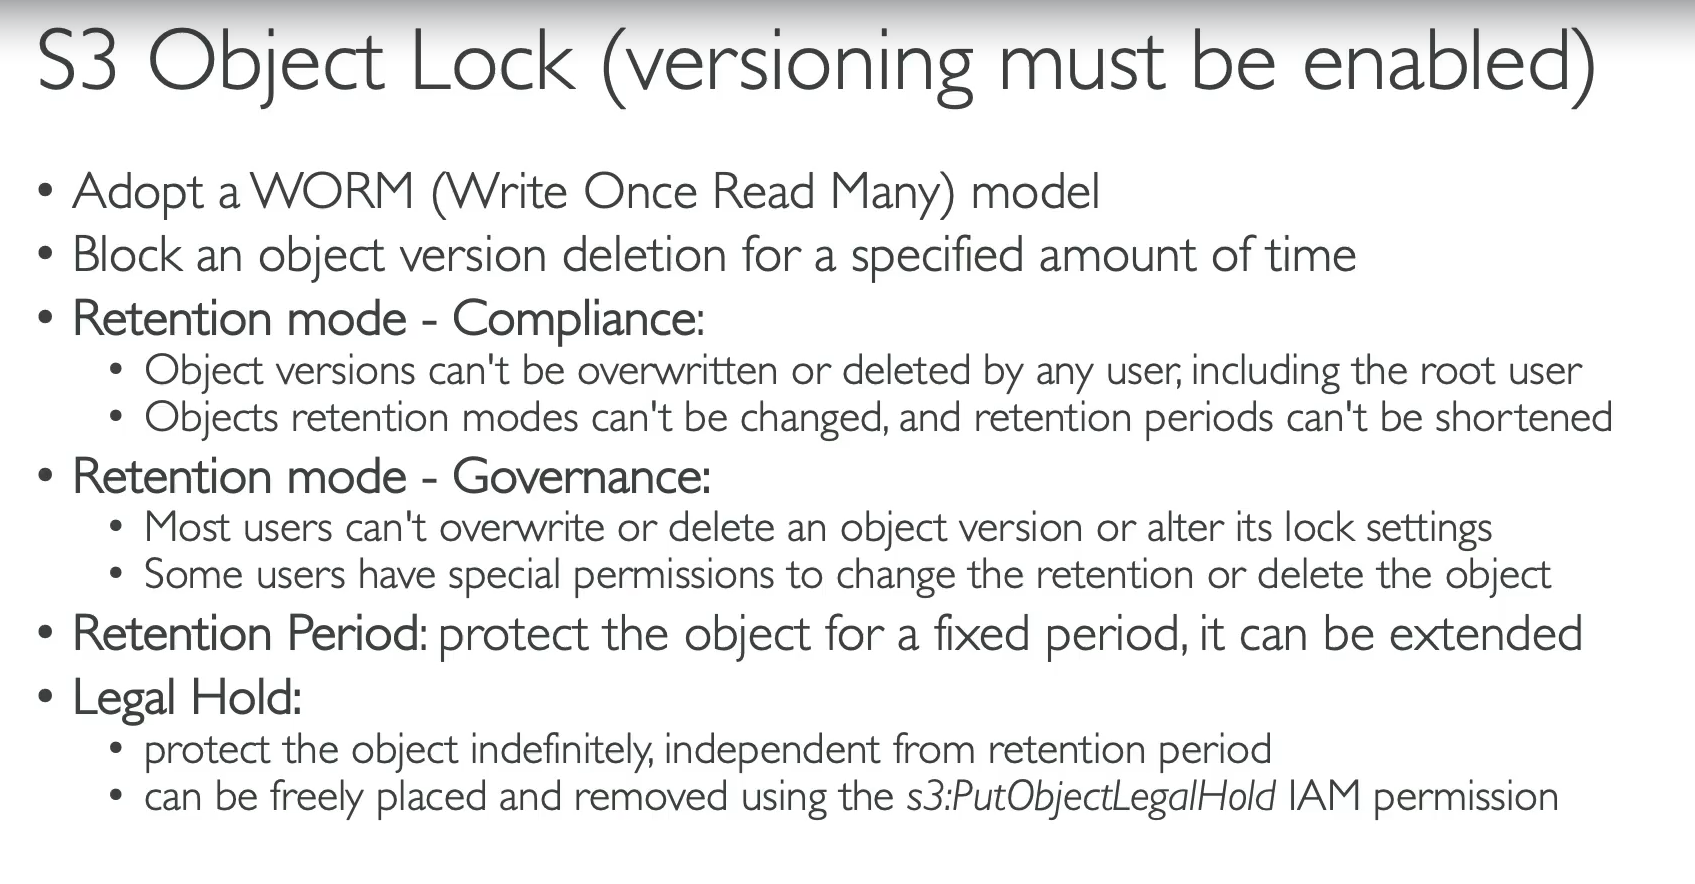 S3 Object Lock (versioning must be enabled)
• Adopt a WORM (Write Once Read Many) model
• Block an object version deletion for a specified amount of time
• Retention mode - Compliance:
• Object versions can't be overwritten or deleted by any user, including the root user
• Objects retention modes can't be changed, and retention periods can't be shortened
• Retention mode - Governance:
• Most users can't overwrite or delete an object version or alter its lock settings
• Some users have special permissions to change the retention or delete the object
• Retention Period: protect the object for a fixed period, it can be extended
• Legal Hold:
• protect the object indefinitely, independent from retention period
• can be freely placed and removed using the s3:PutObjectLegalHold IAM permission